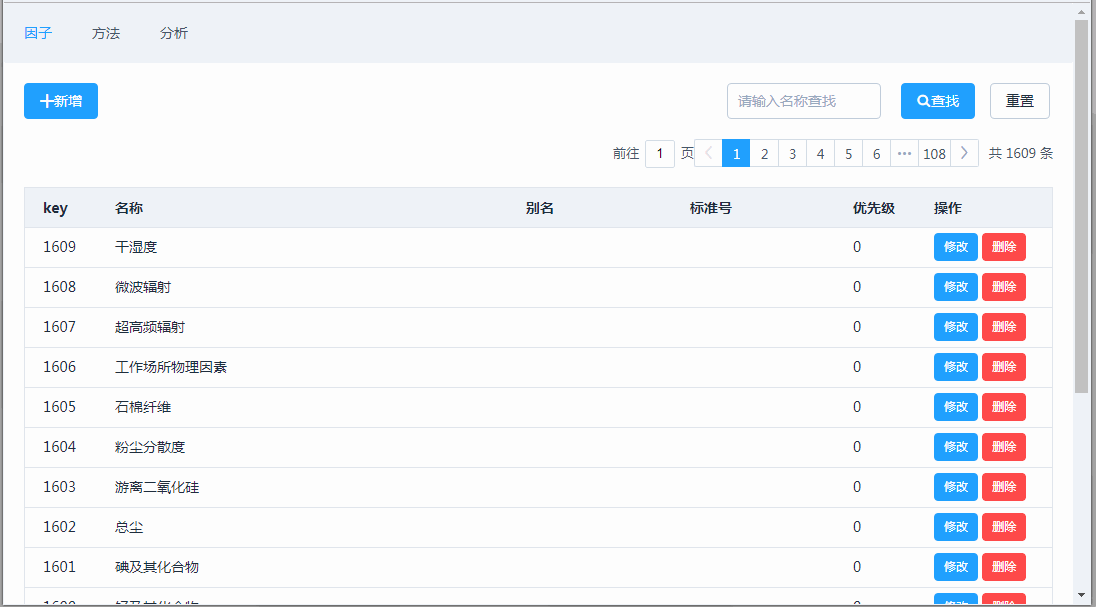 因子 方法 分析
新增 请输入名称查找 查找 重置
前往 1 页 1 2 3 4 5 6 ••• 108 共 1609 条
key 名称 别名 标准号 优先级 操作
1609 干湿度 0 修改 删除
1608 微波辐射 0 修改 删除
1607 超高频辐射 0 修改 删除
1606 工作场所物理因素 0 修改 删除
1605 石棉纤维 0 修改 删除
1604 粉尘分散度 0 修改 删除
1603 游离二氧化硅 0 修改 删除
1602 总尘 0 修改 删除
1601 碘及其化合物 0 修改 删除